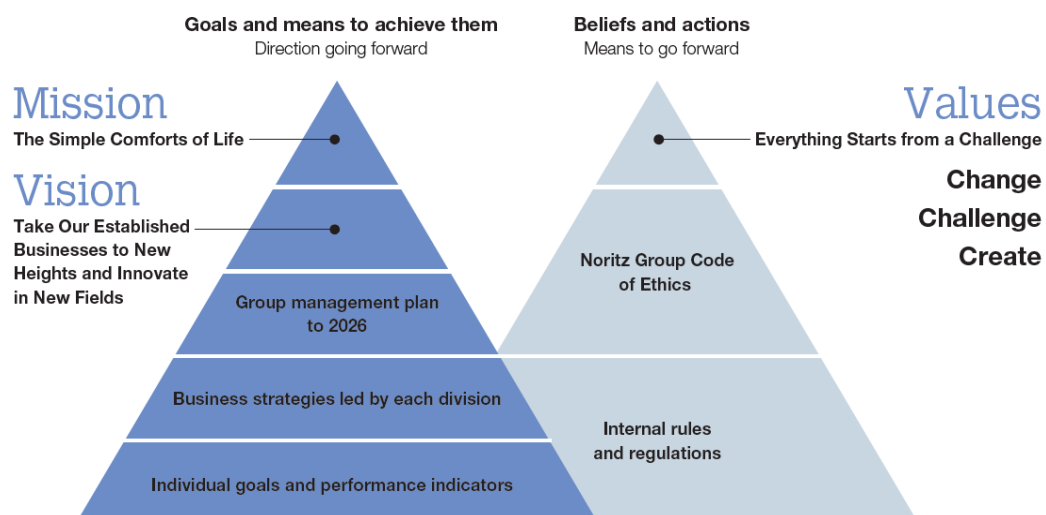 Goals and means to achieve them
Direction going forward
Beliefs and actions
Means to go forward
Mission
The Simple Comforts of Life
Vision
Take Our Established
Businesses to New
Heights and Innovate
in New Fields
Group management plan
to 2026
Business strategies led by each division
Individual goals and performance indicators
Values
Everything Starts from a Challenge
Change
Challenge
Create
Noritz Group Code
of Ethics
Internal rules
and regulations